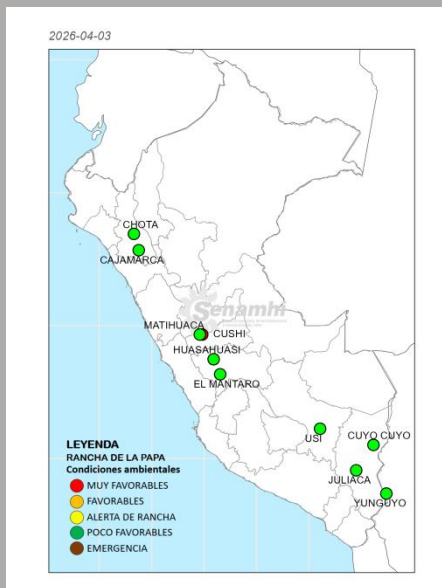 2026-04-03
CHOTA
CAJAMARCA
Senamhi
MATIHUACA
CUSHI
HUASAHUASI
EL MANTARO
USI
CUYO CUYO
JULIACA
YUNGUYO
LEYENDA
RANCHA DE LA PAPA
Condiciones ambientales
MUY FAVORABLES
FAVORABLES
ALERTA DE RANCHA
POCO FAVORABLES
EMERGENCIA